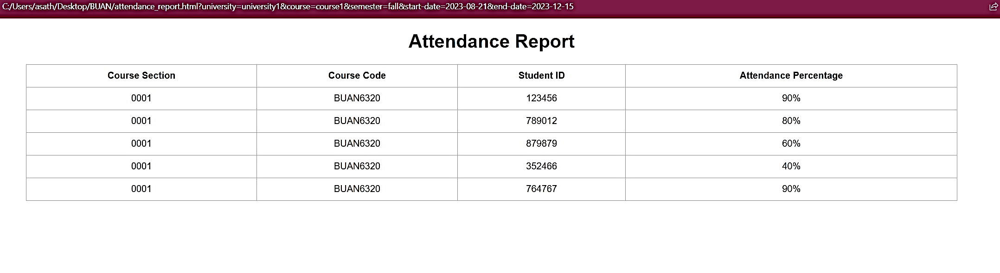 C:/Users/asath/Desktop/BUAN/attendance_report.html?university=university1&course=course1&semester=fall&start-date=2023-08-21&end-date=2023-12-15
Attendance Report
Course Section Course Code Student ID Attendance Percentage
0001 BUAN6320 123456 90%
0001 BUAN6320 789012 80%
0001 BUAN6320 879879 60%
0001 BUAN6320 352466 40%
0001 BUAN6320 764767 90%